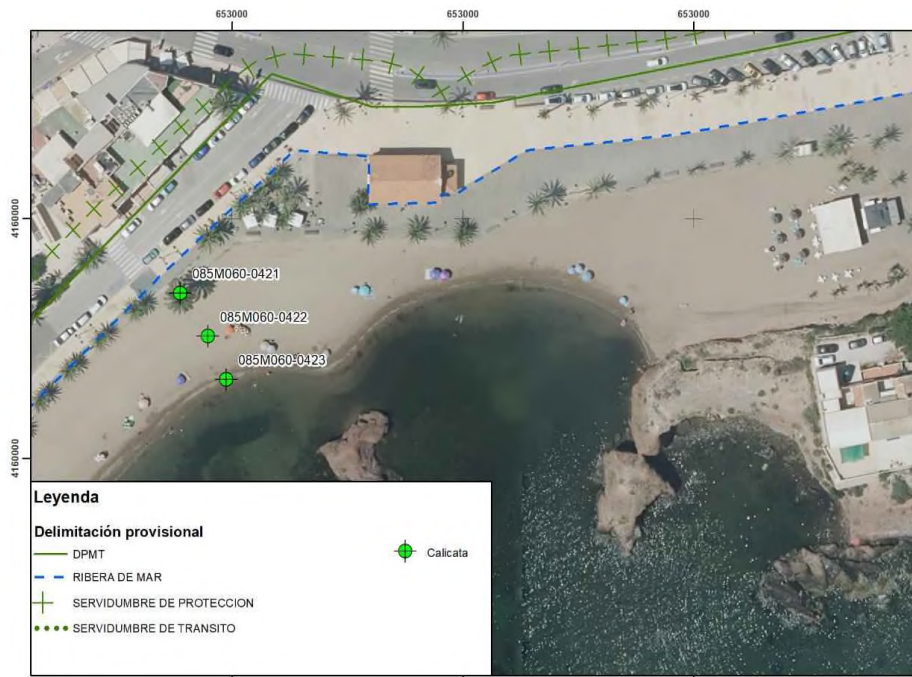 653000 653000 653000
4160000
085M060-0421
085M060-0422
085M060-0423
4160000
Leyenda
Delimitación provisional
DPMT
Calicata
RIBERA DE MAR
SERVIDUMBRE DE PROTECCION
SERVIDUMBRE DE TRANSITO